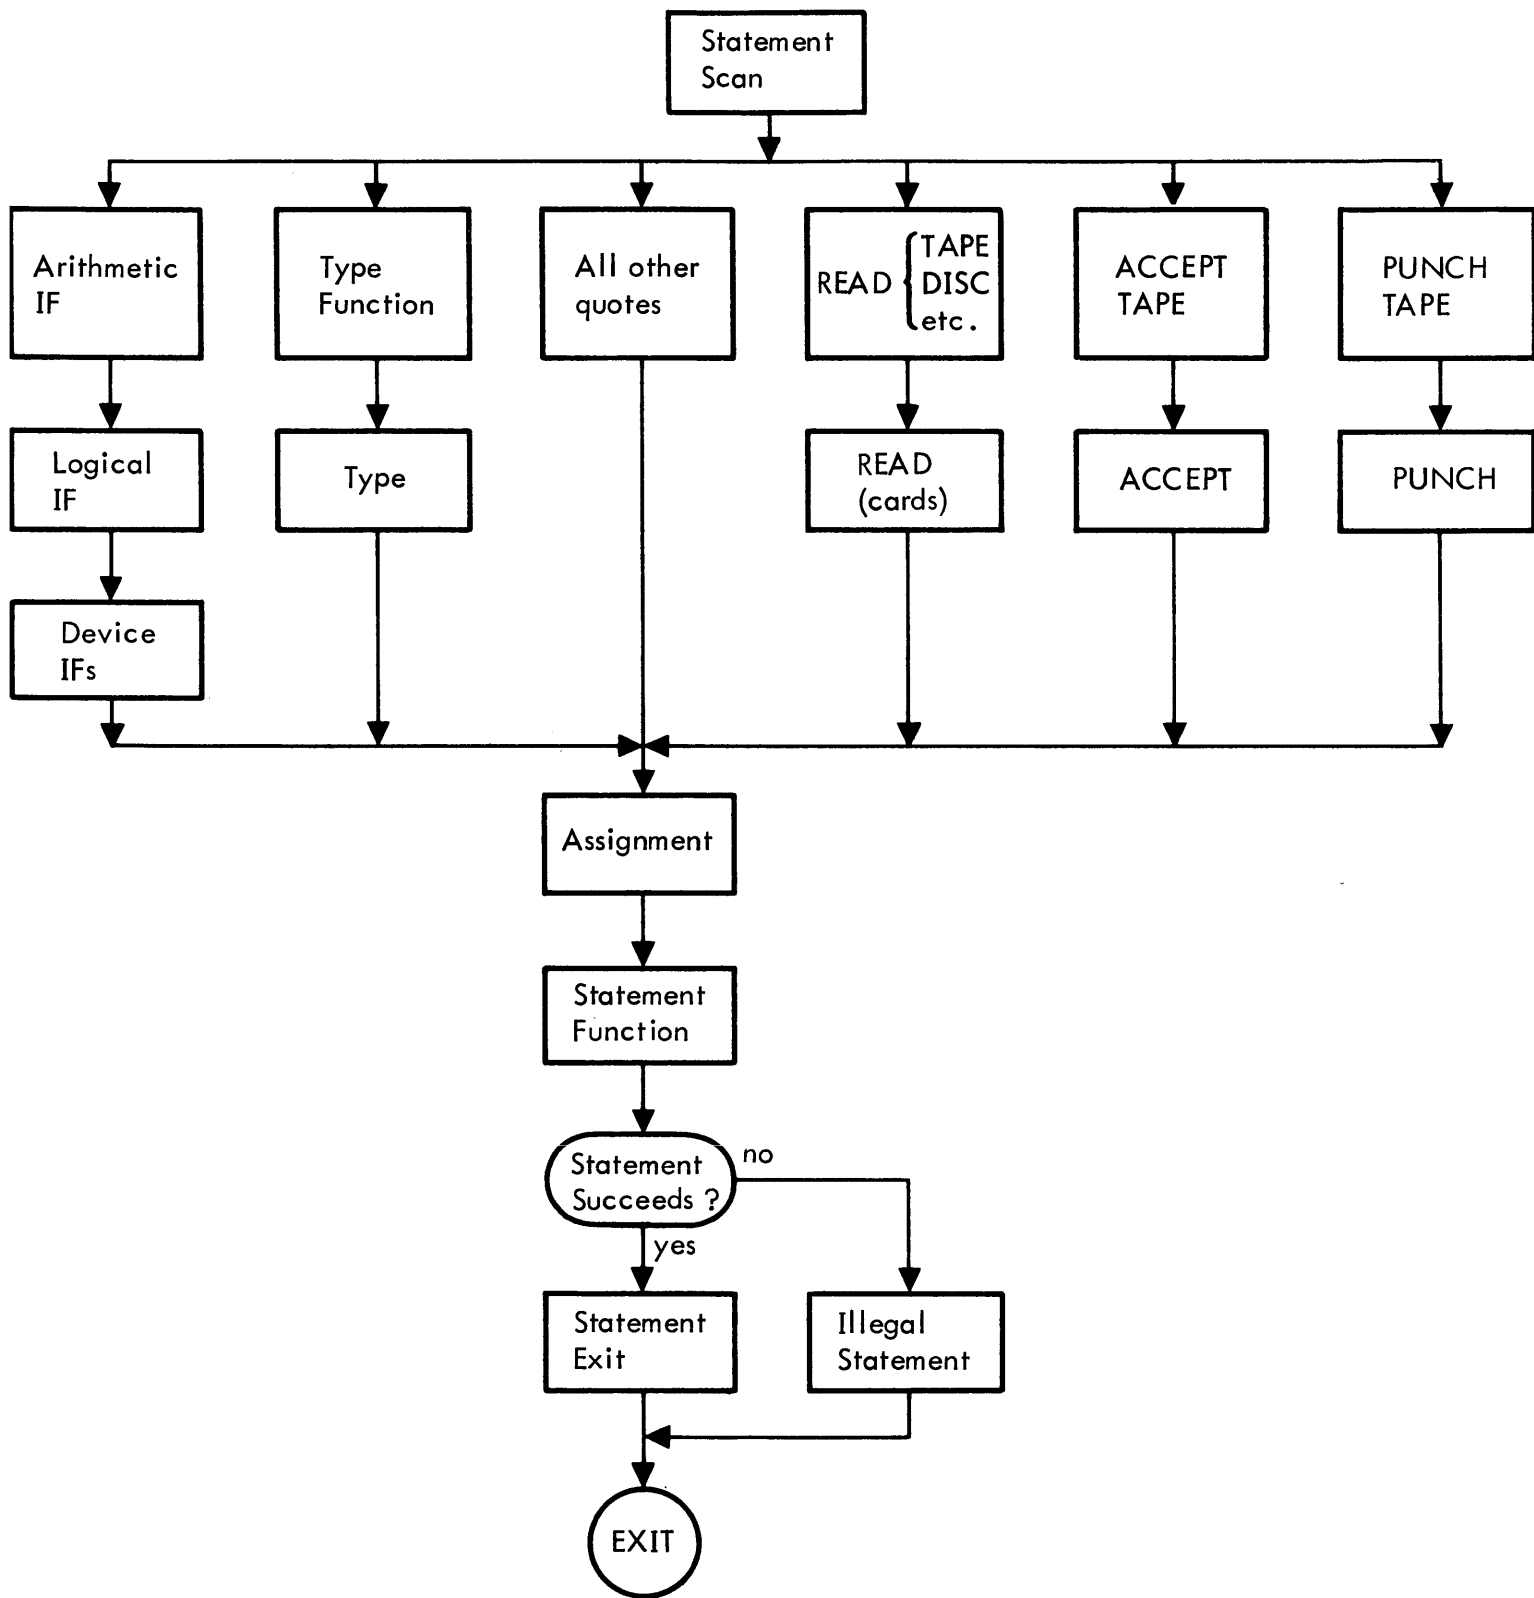 Statement
Scan
Arithmetic
IF
Type
Function
All other
quotes
READ { TAPE
DISC
etc.
ACCEPT
TAPE
PUNCH
TAPE
Logical
IF
Type
READ
(cards)
ACCEPT
PUNCH
Device
IFs
Assignment
Statement
Function
Statement
Succeeds ?
no
yes
Statement
Exit
Illegal
Statement
EXIT